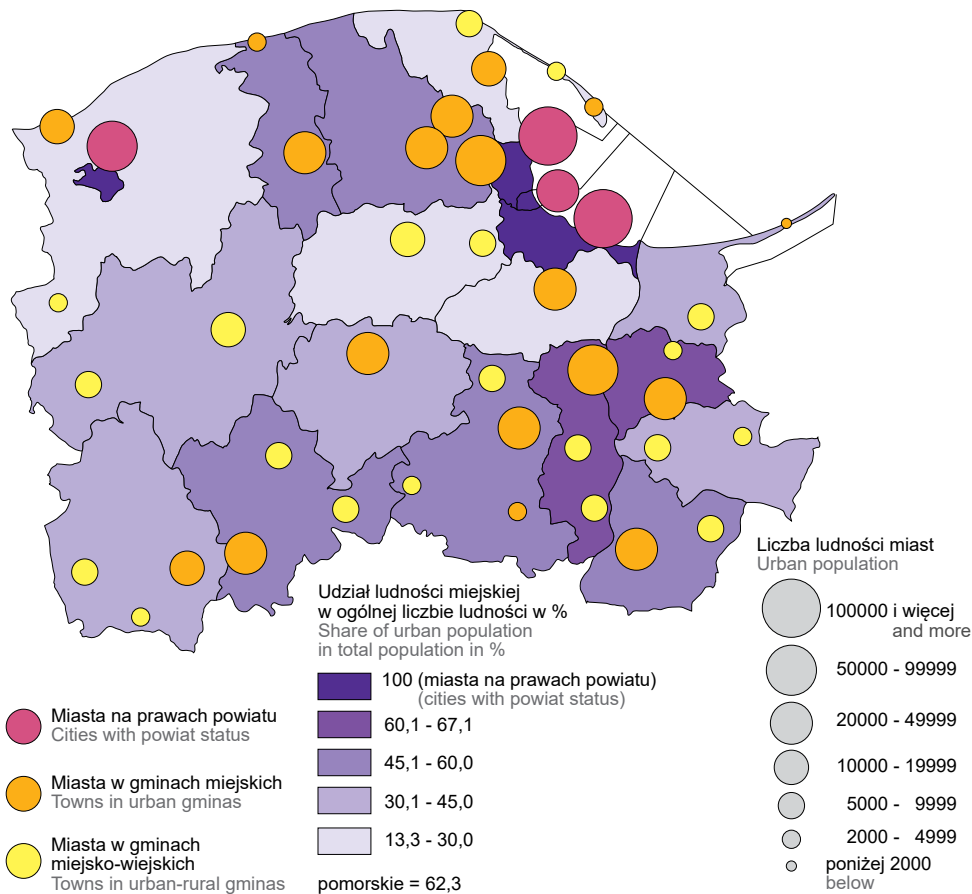 Miasta na prawach powiatu
Cities with powiat status
Miasta w gminach miejskich
Towns in urban gminas
Miasta w gminach
miejsko-wiejskich
Towns in urban-rural gminas
Udział ludności miejskiej
w ogólnej liczbie ludności w %
Share of urban population
in total population in %
100 (miasta na prawach powiatu)
(cities with powiat status)
60,1 - 67,1
45,1 - 60,0
30,1 - 45,0
13,3 - 30,0
pomorskie = 62,3
Liczba ludności miast
Urban population
100000 i więcej
and more
50000 - 99999
20000 - 49999
10000 - 19999
5000 - 9999
2000 - 4999
poniżej 2000
below